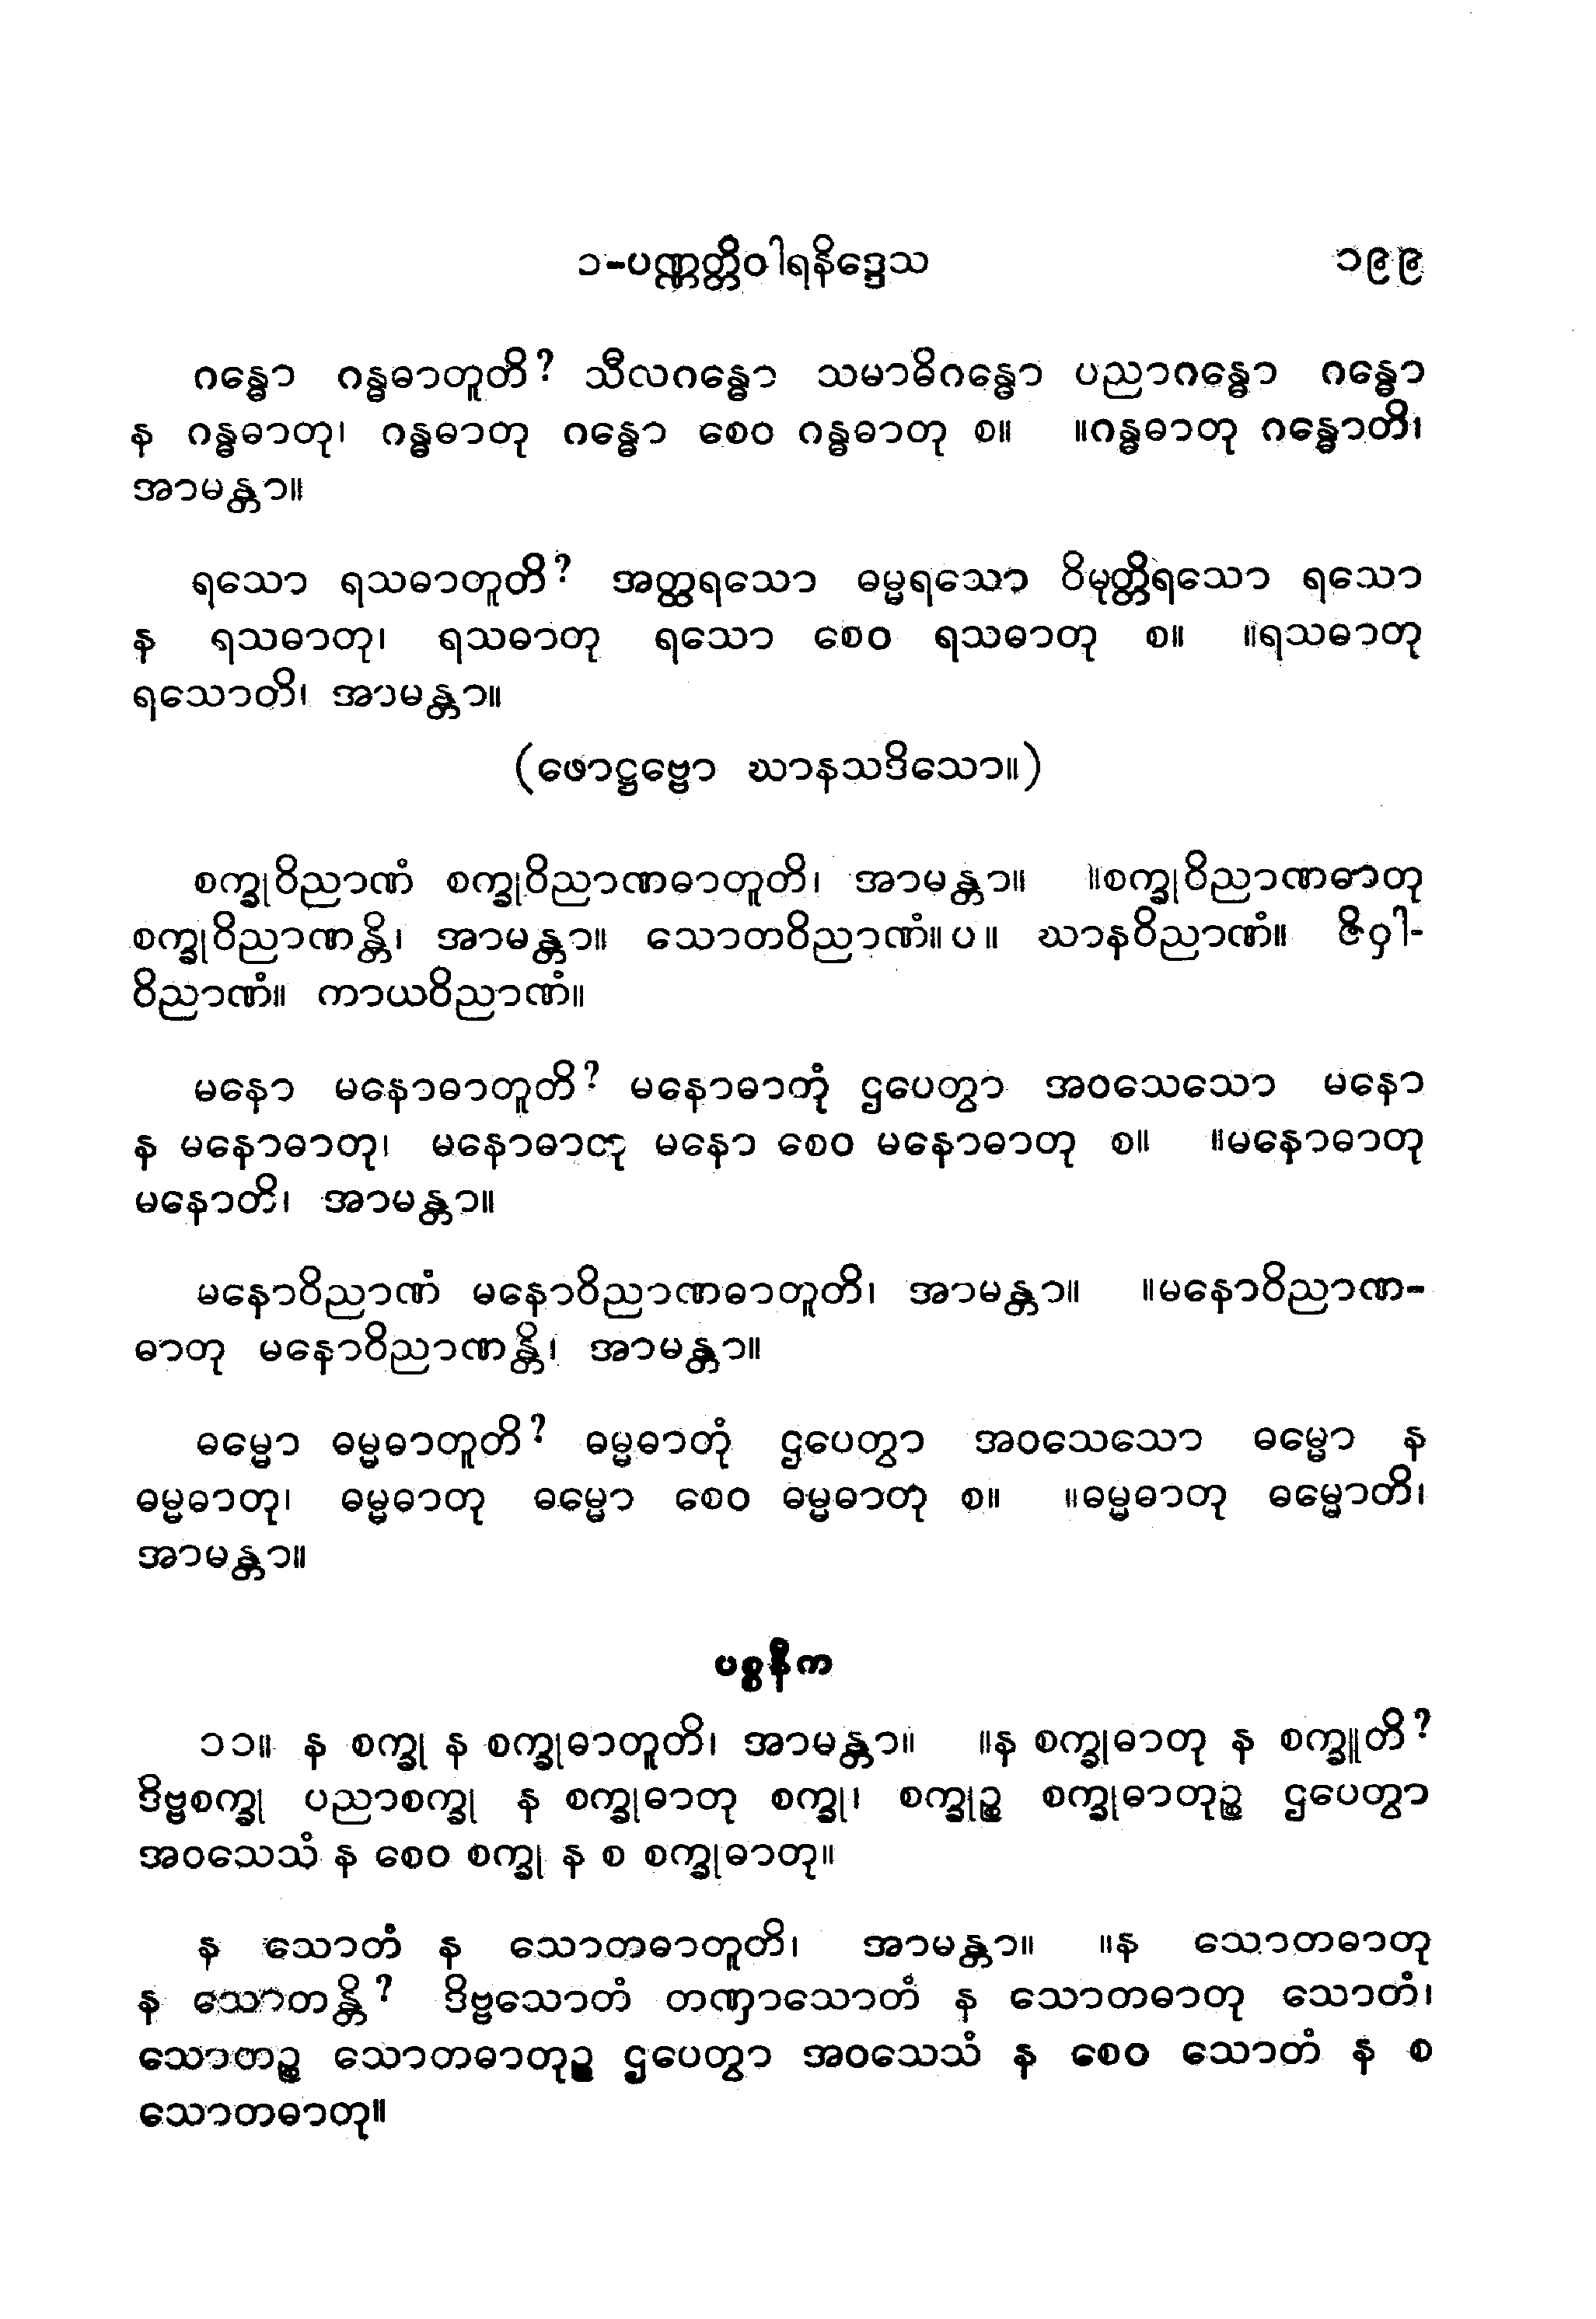 ၁-ပဏ္ဏတ္တိဝါရနိဒ္ဒေသ ၁၉၉
ဂန္ဓော ဂန္ဓဓာတူတိ? သီလဂန္ဓော သမာဓိဂန္ဓော ပညာဂန္ဓော ဂန္ဓော
န ဂန္ဓဓာတု၊ ဂန္ဓဓာတု ဂန္ဓော စေဝ ဂန္ဓဓာတု စ။ ။ဂန္ဓဓာတု ဂန္ဓောတိ၊
အာမန္တာ။
ရသော ရသဓာတူတိ? အတ္ထရသော ဓမ္မရသော ဝိမုတ္တိရသော ရသော
န ရသဓာတု၊ ရသဓာတု ရသော စေဝ ရသဓာတု စ။ ။ရသဓာတု
ရသောတိ၊ အာမန္တာ။
(ဖောဋ္ဌဗ္ဗော ဃာနသဒိသော။)
စက္ခုဝိညာဏံ စက္ခုဝိညာဏဓာတူတိ၊ အာမန္တာ။ ။စက္ခုဝိညာဏဓာတု
စက္ခုဝိညာဏန္တိ၊ အာမန္တာ။ သောတဝိညာဏံ။ပ။ ဃာနဝိညာဏံ။ ဇိဝှါ-
ဝိညာဏံ။ ကာယဝိညာဏံ။
မနော မနောဓာတူတိ? မနောဓာတုံ ဌပေတွာ အဝသေသော မနော
န မနောဓာတု၊ မနောဓာတု မနော စေဝ မနောဓာတု စ။ ။မနောဓာတု
မနောတိ၊ အာမန္တာ။
မနောဝိညာဏံ မနောဝိညာဏဓာတူတိ၊ အာမန္တာ။ ။မနောဝိညာဏ-
ဓာတု မနောဝိညာဏန္တိ၊ အာမန္တာ။
ဓမ္မော ဓမ္မဓာတူတိ? ဓမ္မဓာတုံ ဌပေတွာ အဝသေသော ဓမ္မော န
ဓမ္မဓာတု၊ ဓမ္မဓာတု ဓမ္မော စေဝ ဓမ္မဓာတု စ။ ။ဓမ္မဓာတု ဓမ္မောတိ၊
အာမန္တာ။
ပစ္စနီက
၁၁။ န စက္ခု န စက္ခုဓာတူတိ၊ အာမန္တာ။ ။န စက္ခုဓာတု န စက္ခူတိ?
ဒိဗ္ဗစက္ခု ပညာစက္ခု န စက္ခုဓာတု စက္ခု၊ စက္ခုဉ္စ စက္ခုဓာတုဉ္စ ဌပေတွာ
အဝသေသံ န စေဝ စက္ခု န စ စက္ခုဓာတု။
န သောတံ န သောတဓာတူတိ၊ အာမန္တာ။ ။န သောတဓာတု
န သောတန္တိ? ဒိဗ္ဗသောတံ တဏှာသောတံ န သောတဓာတု သောတံ၊
သောတဉ္စ သောတဓာတုဉ္စ ဌပေတွာ အဝသေသံ န စေဝ သောတံ န စ
သောတဓာတု။